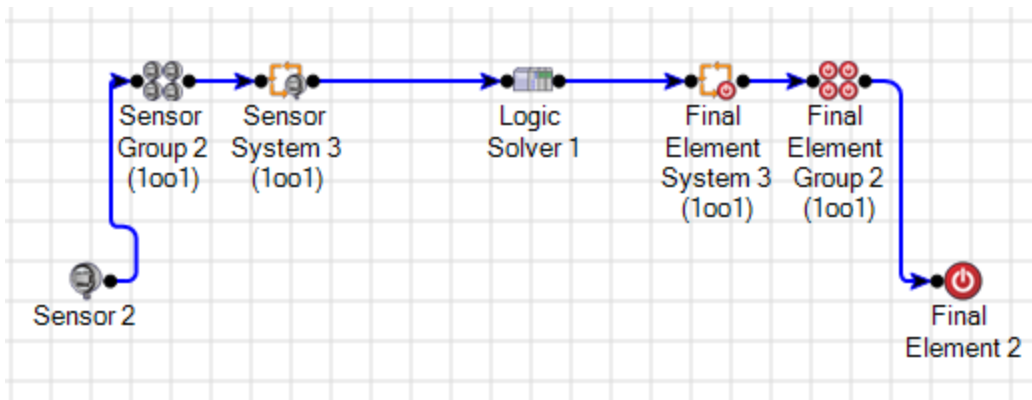 Sensor
Group 2
(1oo1)
Sensor
System 3
(1oo1)
Logic
Solver 1
Final
Element
System 3
(1oo1)
Final
Element
Group 2
(1oo1)
Sensor 2
Final
Element 2